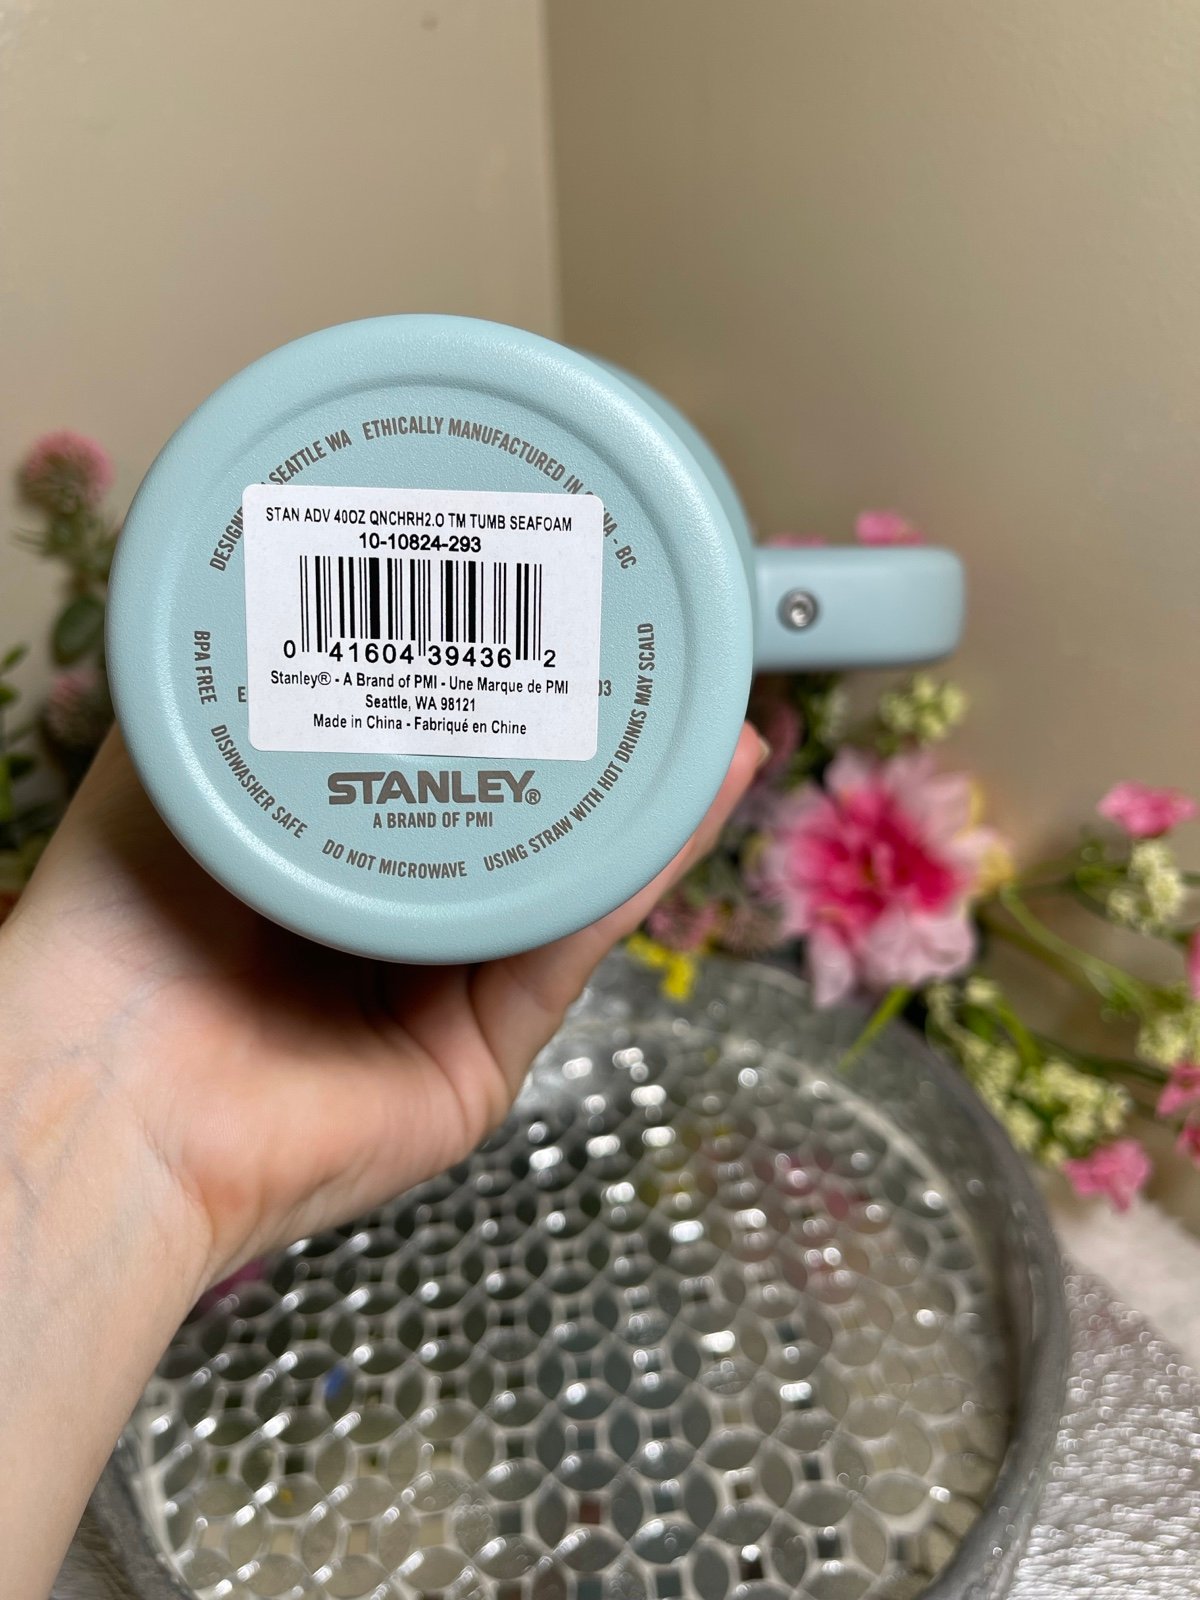 SEATTLE WA
ETHICALLY MANUFACTURED IN
- BC
STAN ADV 40OZ QNCHRH2.O TM TUMB SEAFOAM
10-10824-293
0 41604 39436 2
Stanley® - A Brand of PMI - Une Marque de PMI
Seattle, WA 98121
Made in China - Fabriqué en Chine
STANLEY®
A BRAND OF PMI
BPA FREE
DISHWASHER SAFE
DO NOT MICROWAVE
USING STRAW WITH HOT DRINKS MAY SCALD